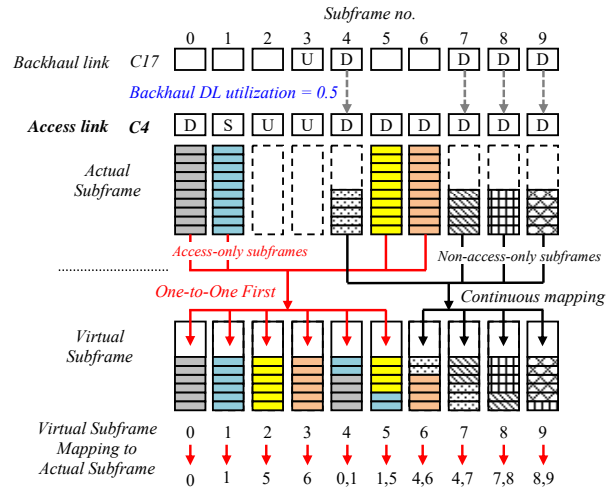 Subframe no.
0 1 2 3 4 5 6 7 8 9
Backhaul link C17 U D D D D
Backhaul DL utilization = 0.5
Access link C4 D S U U D D D D D D
Actual
Subframe
Access-only subframes
Non-access-only subframes
One-to-One First
Continuous mapping
Virtual
Subframe
Virtual Subframe 0 1 2 3 4 5 6 7 8 9
Mapping to
Actual Subframe 0 1 5 6 0,1 1,5 4,6 4,7 7,8 8,9